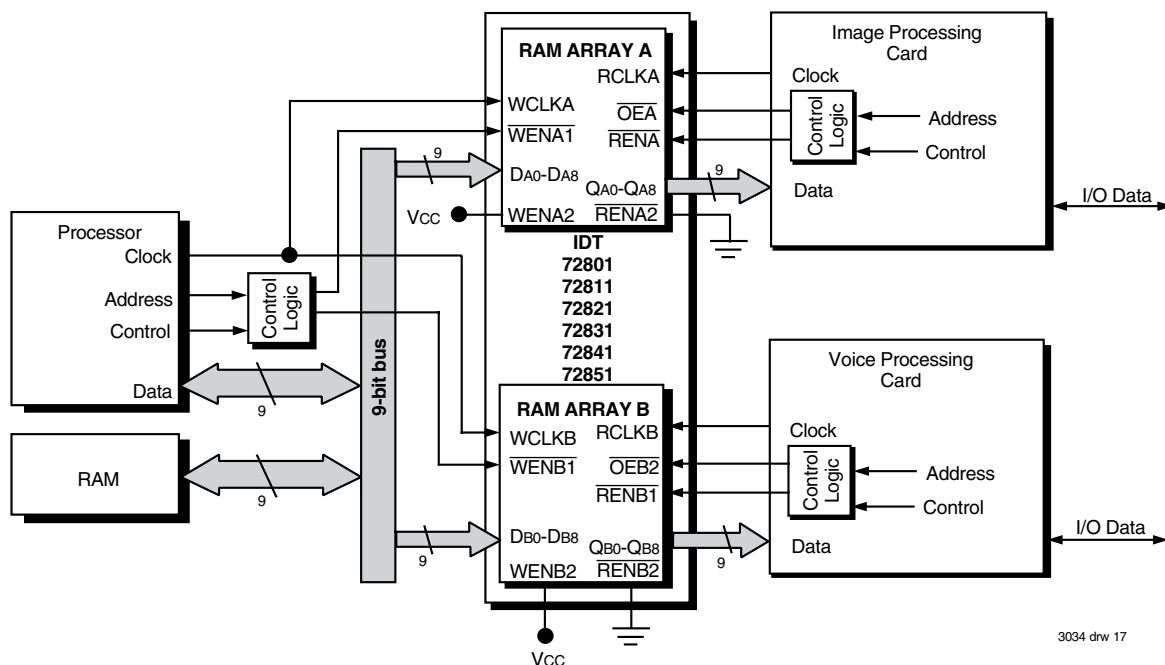 Processor
Clock
Address
Control
Data
Control
Logic
9
RAM
9
9-bit bus
9
VCC
9
RAM ARRAY A
RCLKA
WCLKA
OEA
WENA1
RENA
DA0-DA8
QA0-QA8
WENA2
RENA2
IDT
72801
72811
72821
72831
72841
72851
RAM ARRAY B
RCLKB
WCLKB
OEB2
WENB1
RENB1
DB0-DB8
QB0-QB8
WENB2
RENB2
VCC
9
Image Processing
Card
Clock
Control
Logic
Address
Control
Data
I/O Data
9
Voice Processing
Card
Clock
Control
Logic
Address
Control
Data
I/O Data
3034 drw 17